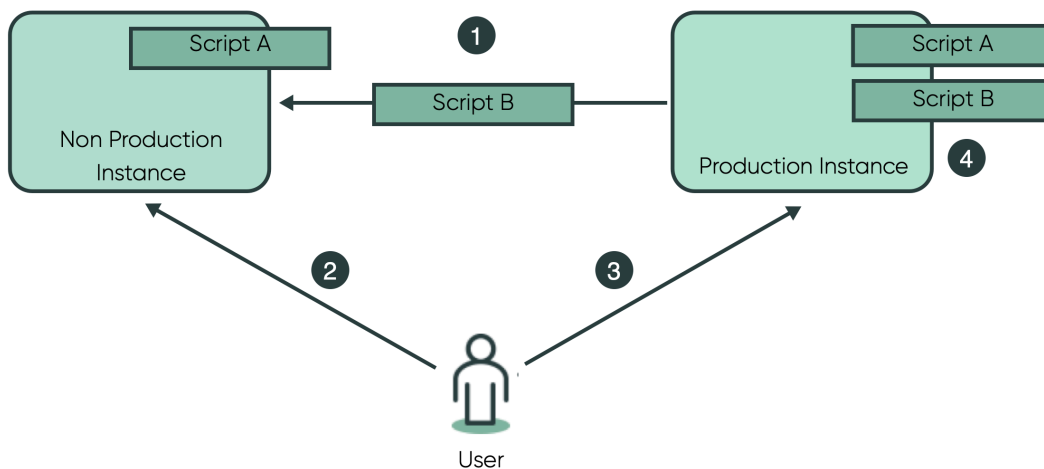 Script A
1
Script A
Script B
Script B
Non Production
Instance
Production Instance
4
2
3
User